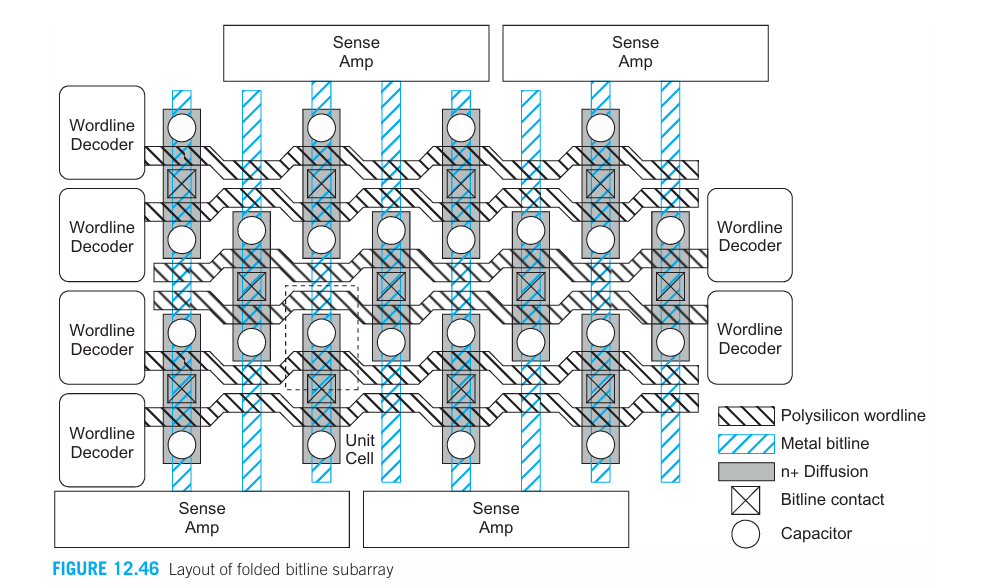 Sense
Amp
Sense
Amp
Wordline
Decoder
Wordline
Decoder
Wordline
Decoder
Wordline
Decoder
Wordline
Decoder
Wordline
Decoder
Unit
Cell
Polysilicon wordline
Metal bitline
n+ Diffusion
Bitline contact
Capacitor
Sense
Amp
Sense
Amp
FIGURE 12.46 Layout of folded bitline subarray